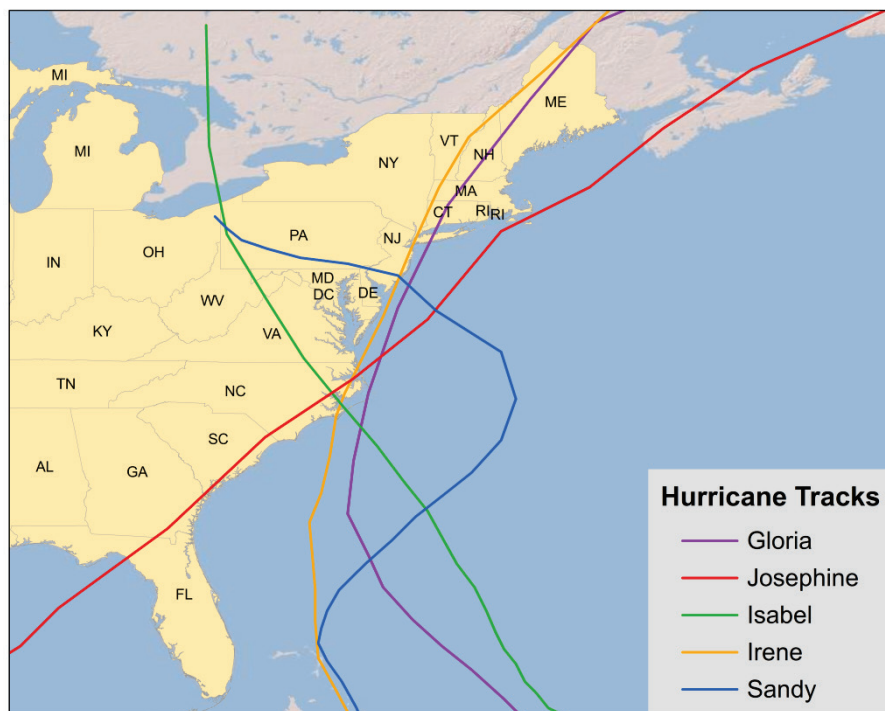 MI
ME
MI
VT
NY
NH
MA
CT
RI
RI
PA
NJ
OH
IN
MD
DE
WV
DC
VA
KY
TN
NC
SC
AL
GA
FL
Hurricane Tracks
Gloria
Josephine
Isabel
Irene
Sandy